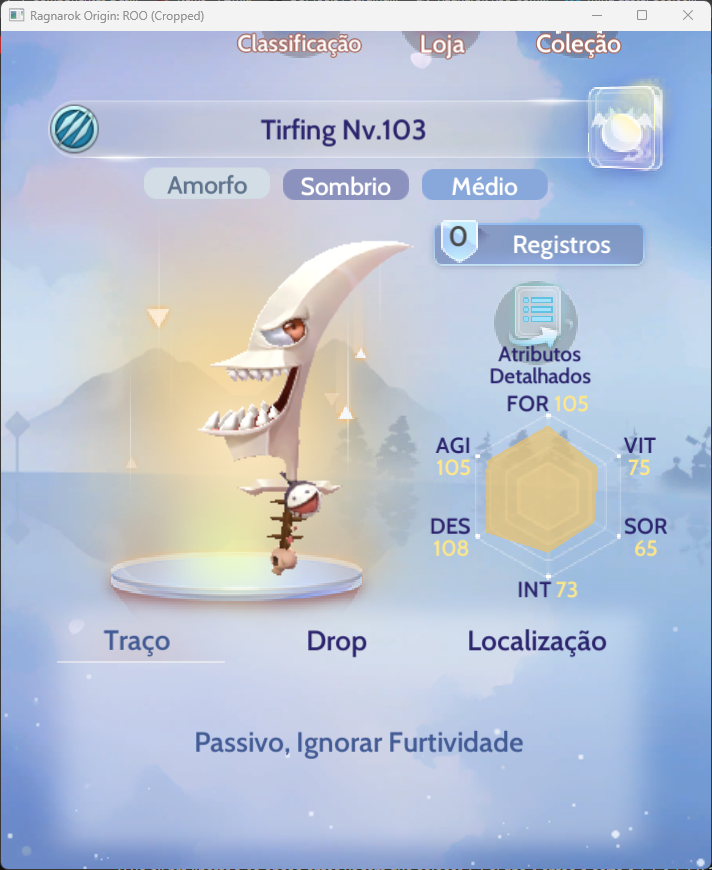 Ragnarok Origin: ROO (Cropped)
Classificação
Loja
Coleção
Tirfing Nv.103
Amorfo
Sombrio
Médio
0
Registros
Atributos
Detalhados
FOR 105
AGI
105
VIT
75
DES
108
SOR
65
INT 73
Traço
Drop
Localização
Passivo, Ignorar Furtividade